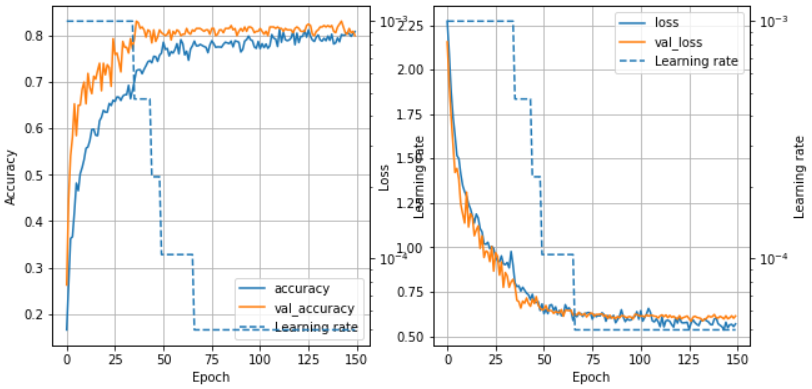 Accuracy
0.8
0.7
0.6
0.5
0.4
0.3
0.2
0
25
50
75
100
125
150
Epoch
10⁻³
10⁻⁴
Learning rate
accuracy
val_accuracy
Learning rate
Loss
2.25
2.00
1.75
1.50
1.25
1.00
0.75
0.50
0
25
50
75
100
125
150
Epoch
10⁻³
10⁻⁴
Learning rate
loss
val_loss
Learning rate